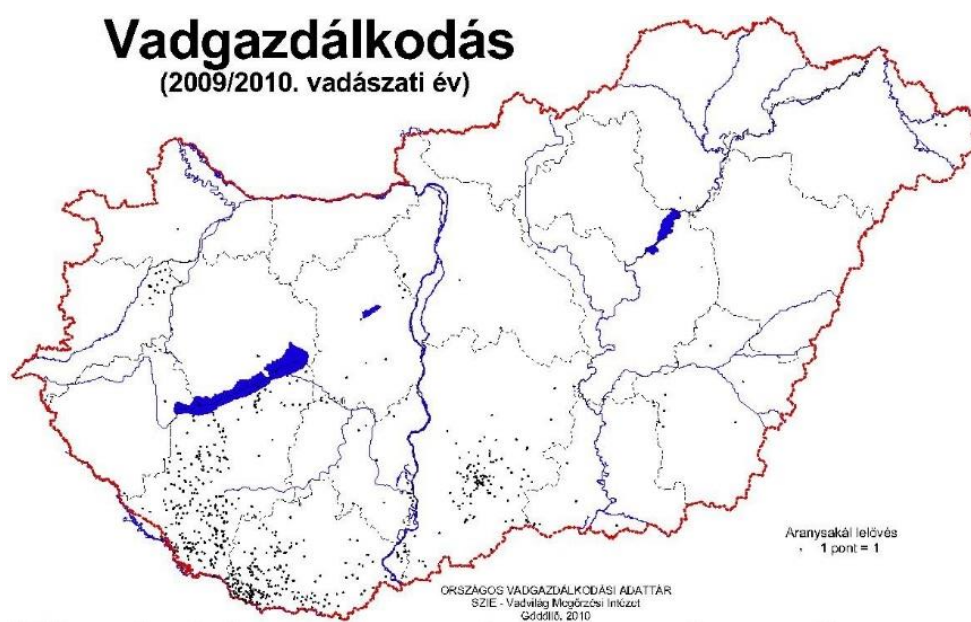 Vadgazdálkodás
(2009/2010. vadászati év)
Aranysakál lelövés
1 pont = 1
ORSZÁGOS VADGAZDÁLKODÁSI ADATTÁR
SZIE - Vadvilág Megőrzési Intézet
Gödöllő, 2010